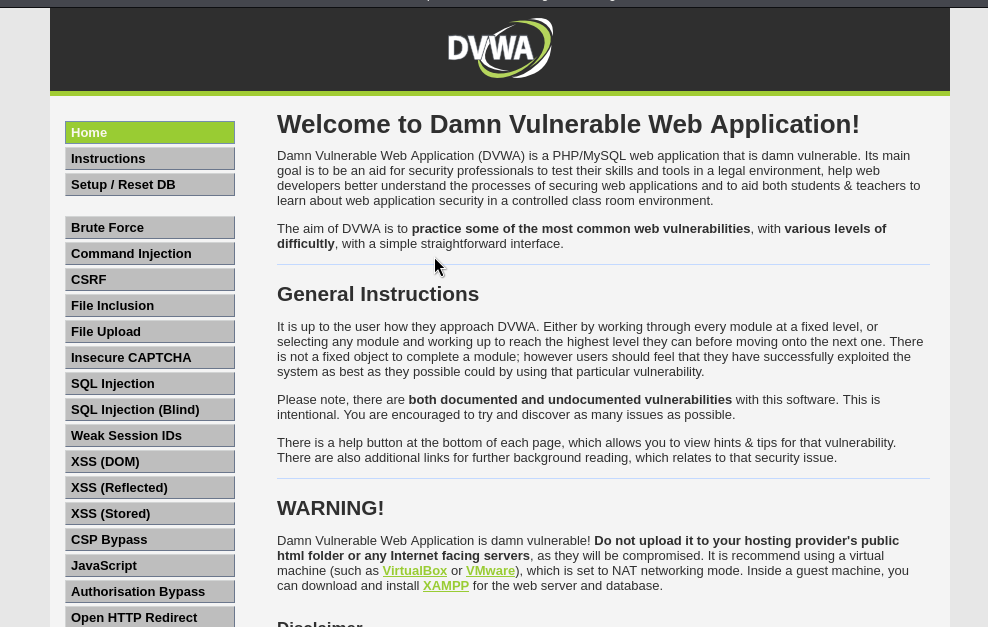 DVWA
Home
Instructions
Setup / Reset DB
Brute Force
Command Injection
CSRF
File Inclusion
File Upload
Insecure CAPTCHA
SQL Injection
SQL Injection (Blind)
Weak Session IDs
XSS (DOM)
XSS (Reflected)
XSS (Stored)
CSP Bypass
JavaScript
Authorisation Bypass
Open HTTP Redirect
Welcome to Damn Vulnerable Web Application!
Damn Vulnerable Web Application (DVWA) is a PHP/MySQL web application that is damn vulnerable. Its main
goal is to be an aid for security professionals to test their skills and tools in a legal environment, help web
developers better understand the processes of securing web applications and to aid both students & teachers to
learn about web application security in a controlled class room environment.
The aim of DVWA is to practice some of the most common web vulnerabilities, with various levels of
difficultly, with a simple straightforward interface.
General Instructions
It is up to the user how they approach DVWA. Either by working through every module at a fixed level, or
selecting any module and working up to reach the highest level they can before moving onto the next one. There
is not a fixed object to complete a module; however users should feel that they have successfully exploited the
system as best as they possible could by using that particular vulnerability.
Please note, there are both documented and undocumented vulnerabilities with this software. This is
intentional. You are encouraged to try and discover as many issues as possible.
There is a help button at the bottom of each page, which allows you to view hints & tips for that vulnerability.
There are also additional links for further background reading, which relates to that security issue.
WARNING!
Damn Vulnerable Web Application is damn vulnerable! Do not upload it to your hosting provider's public
html folder or any Internet facing servers, as they will be compromised. It is recommend using a virtual
machine (such as VirtualBox or VMware), which is set to NAT networking mode. Inside a guest machine, you
can download and install XAMPP for the web server and database.
Disclaimer